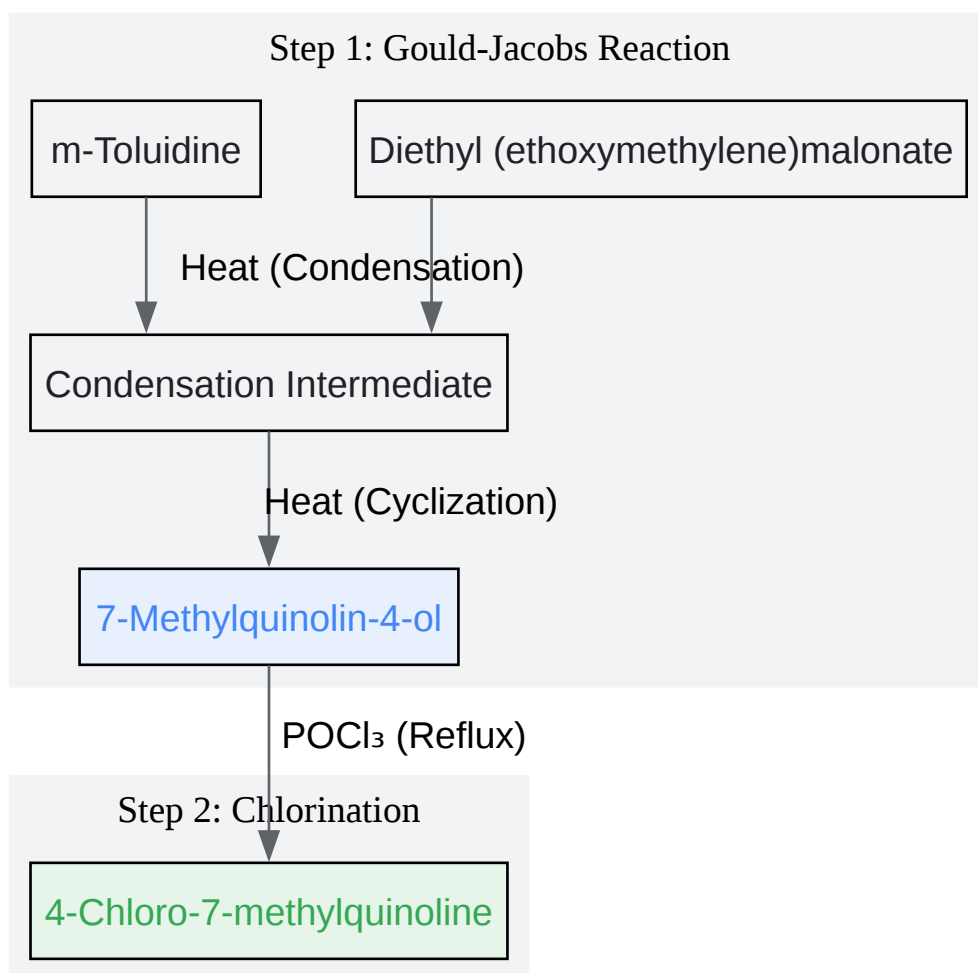 Step 1: Gould-Jacobs Reaction
m-Toluidine
Diethyl (ethoxymethylene)malonate
Heat (Condensation)
Condensation Intermediate
Heat (Cyclization)
7-Methylquinolin-4-ol
POCl₃ (Reflux)
Step 2: Chlorination
4-Chloro-7-methylquinoline